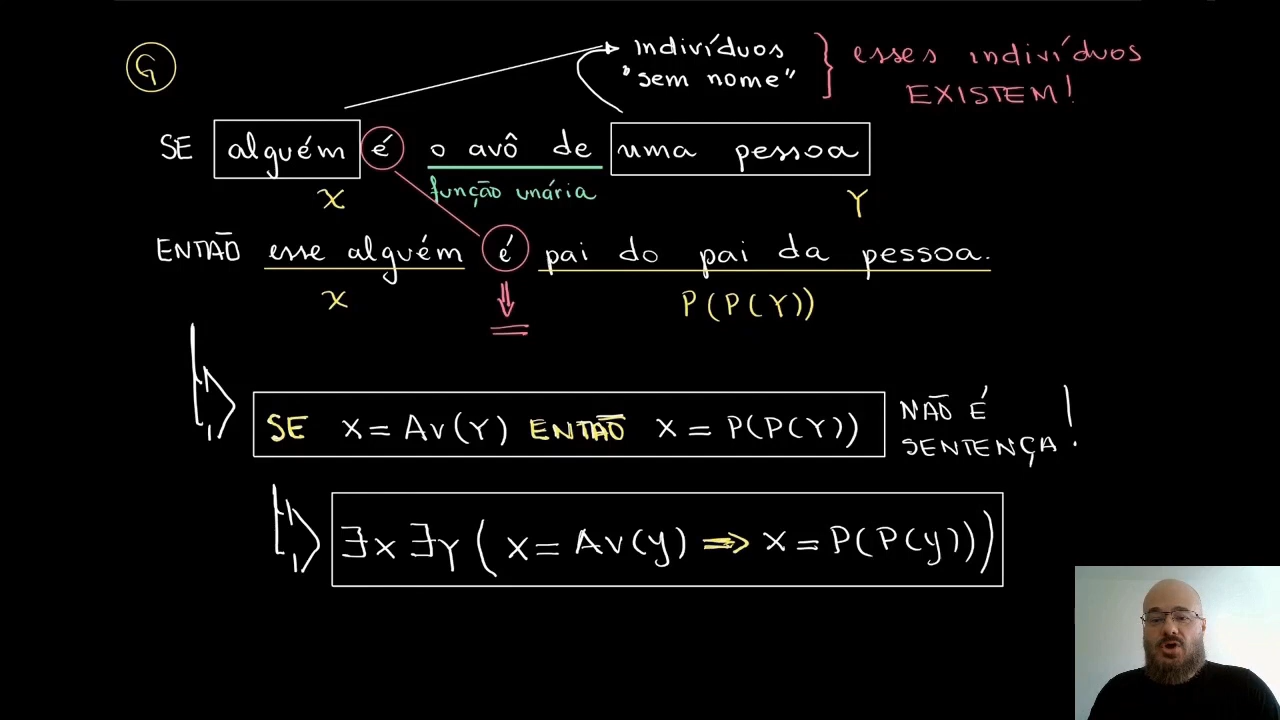 G
indivíduos
"sem nome"
esses indivíduos
EXISTEM!
SE alguém é o avô de uma pessoa
função unária
X
Y
ENTÃO esse alguém é pai do pai da pessoa.
X
P(P(Y))
SE X = Av(Y) ENTÃO X = P(P(Y))
NÃO É
SENTENÇA!
∃x ∃y (x = Av(y) ⇒ x = P(P(y)))